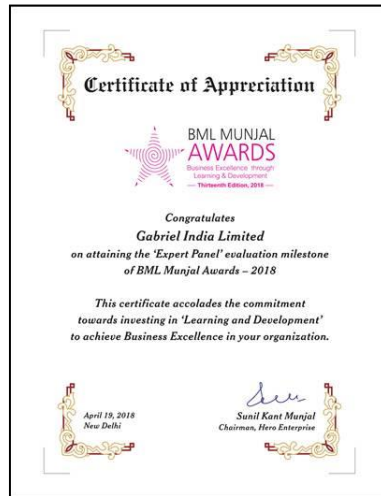 Certificate of Appreciation
BML MUNJAL
AWARDS
Business Excellence through
Learning & Development
Thirteenth Edition, 2018
Congratulates
Gabriel India Limited
on attaining the ‘Expert Panel’ evaluation milestone
of BML Munjal Awards – 2018
This certificate accolades the commitment
towards investing in ‘Learning and Development’
to achieve Business Excellence in your organization.
April 19, 2018
New Delhi
Sunil Kant Munjal
Chairman, Hero Enterprise